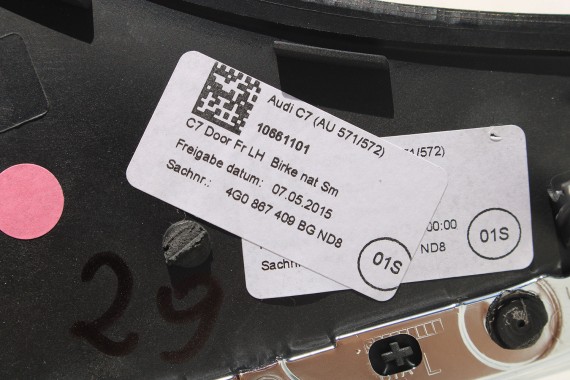 Audi C7 (AU 571/572)
10661101
C7 Door Fr LH Birke nat Sm
Freigabe datum: 07.05.2015
Sachnr.: 4G0 867 409 BG ND8
01S
571/572)
00:00
Sachnr
ND8
01S
29
L